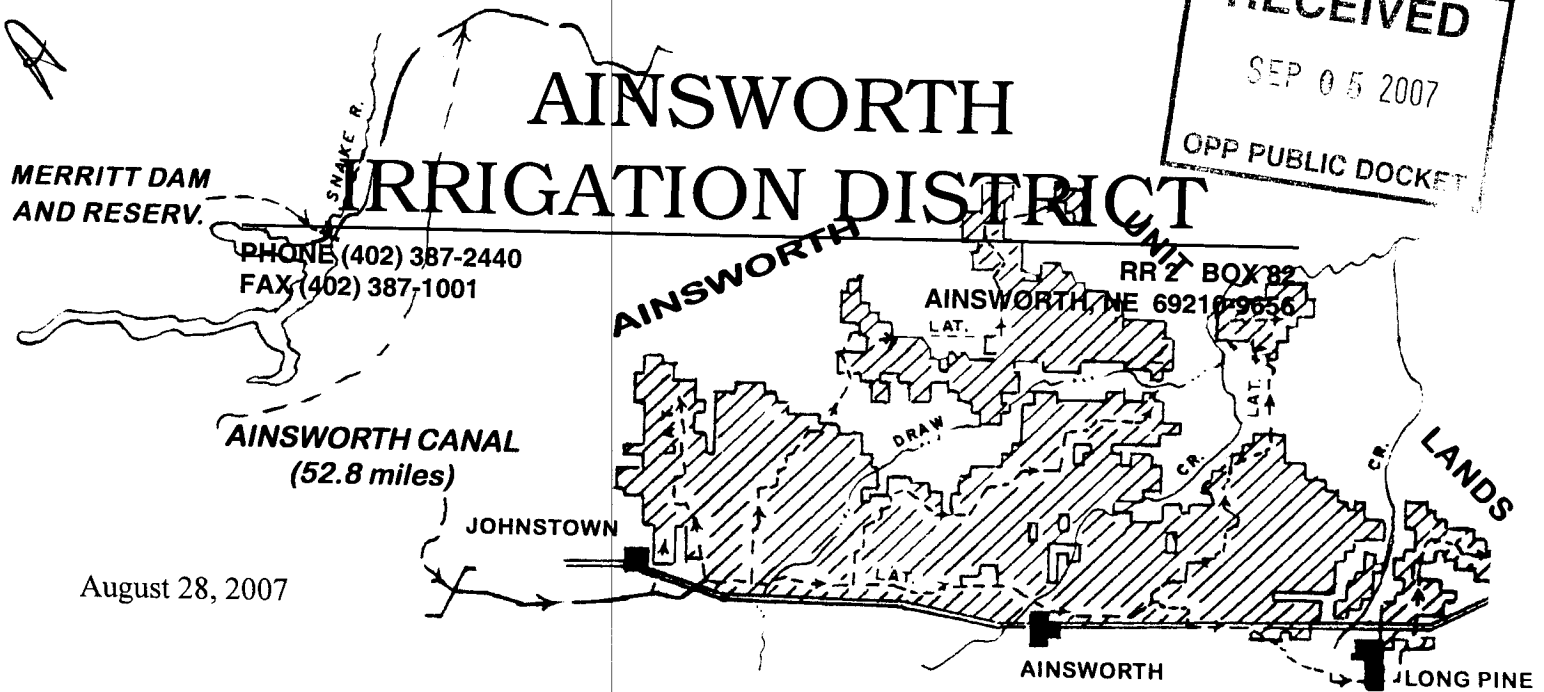 RECEIVED
SEP 05 2007
OPP PUBLIC DOCKET
AINSWORTH
IRRIGATION DISTRICT
MERRITT DAM
AND RESERV.
SNAKE R.
PHONE (402) 387-2440
FAX (402) 387-1001
RR 2 BOX 82
AINSWORTH, NE 69210-9656
AINSWORTH
UNIT
LANDS
LAT.
DRAW
LAT.
CR.
CR.
AINSWORTH CANAL
(52.8 miles)
JOHNSTOWN
LAT.
August 28, 2007
AINSWORTH
LONG PINE